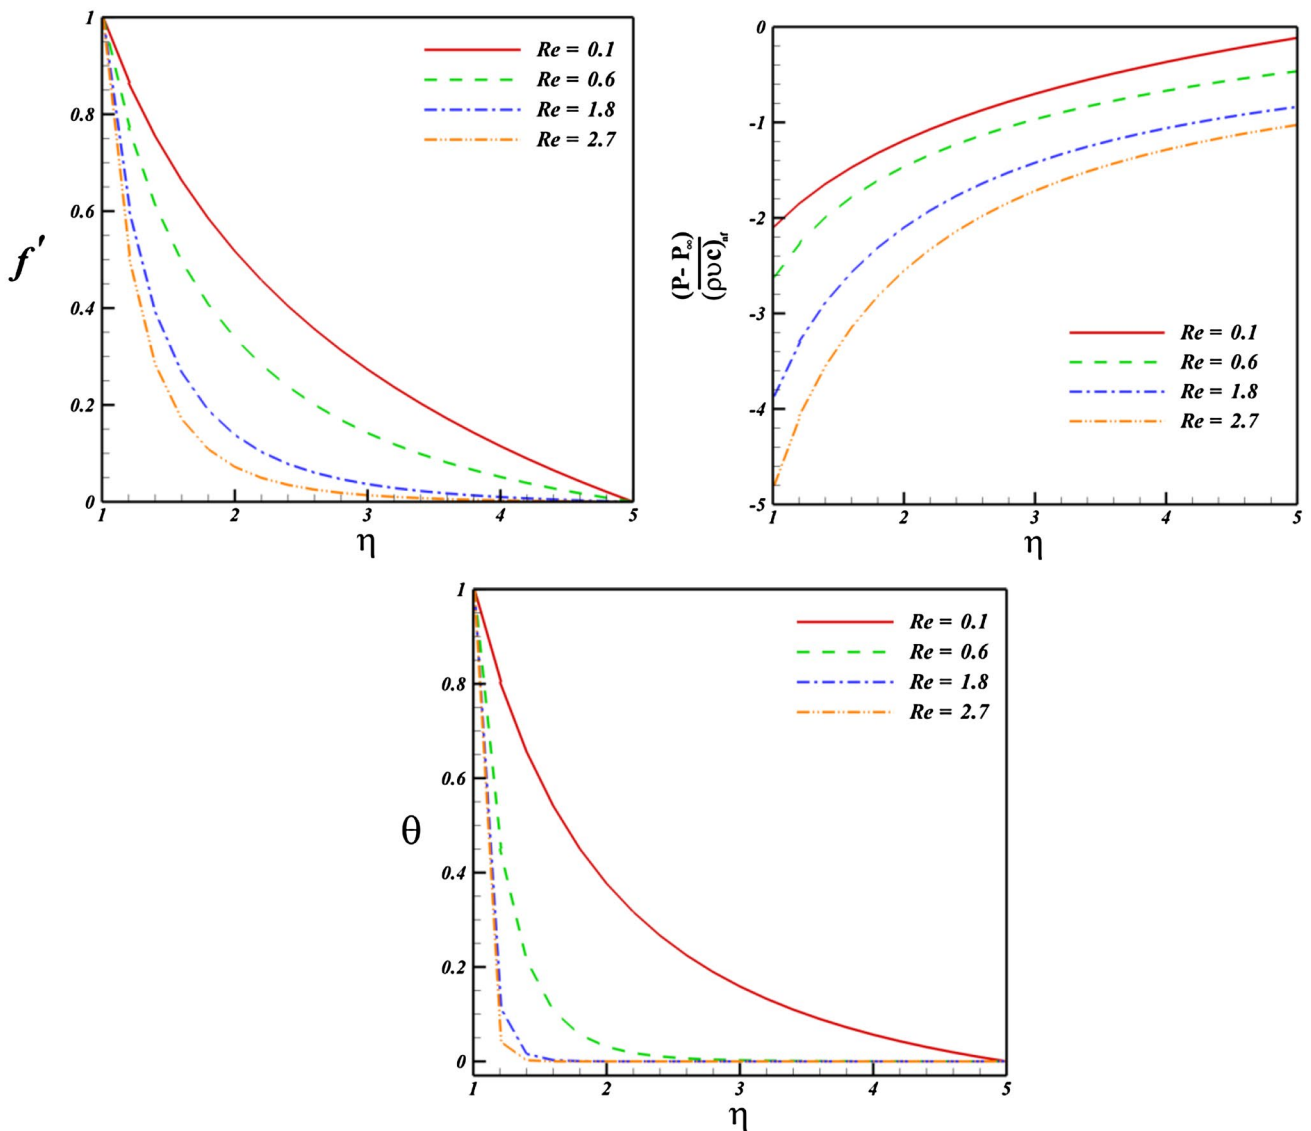 1
0.8
0.6
0.4
0.2
0
f'
1
2
3
4
5
η
Re = 0.1
Re = 0.6
Re = 1.8
Re = 2.7
-0
-1
-2
-3
-4
-5
(P- P∞)
(ρυc)nf
1
2
3
4
5
η
Re = 0.1
Re = 0.6
Re = 1.8
Re = 2.7
1
0.8
0.6
0.4
0.2
0
θ
1
2
3
4
5
η
Re = 0.1
Re = 0.6
Re = 1.8
Re = 2.7